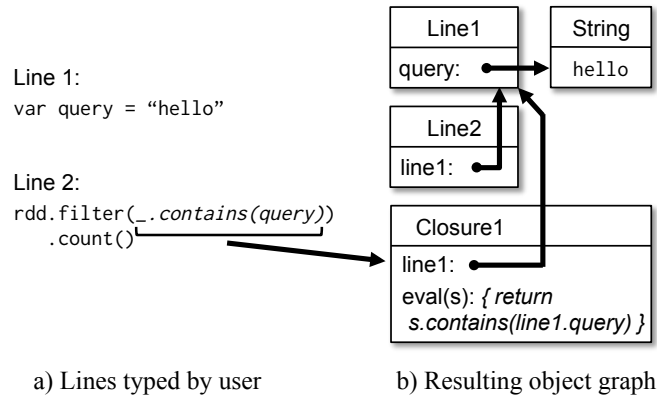 Line 1:
var query = “hello”
Line 2:
rdd.filter(_.contains(query))
.count()
Line1
query:
String
hello
Line2
line1:
Closure1
line1:
eval(s): { return
s.contains(line1.query) }
a) Lines typed by user
b) Resulting object graph